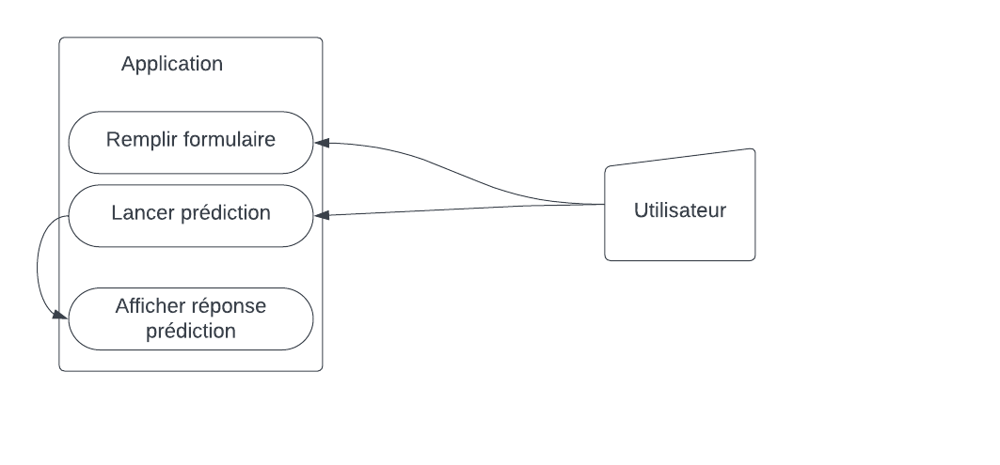 Application
Remplir formulaire
Lancer prédiction
Utilisateur
Afficher réponse
prédiction